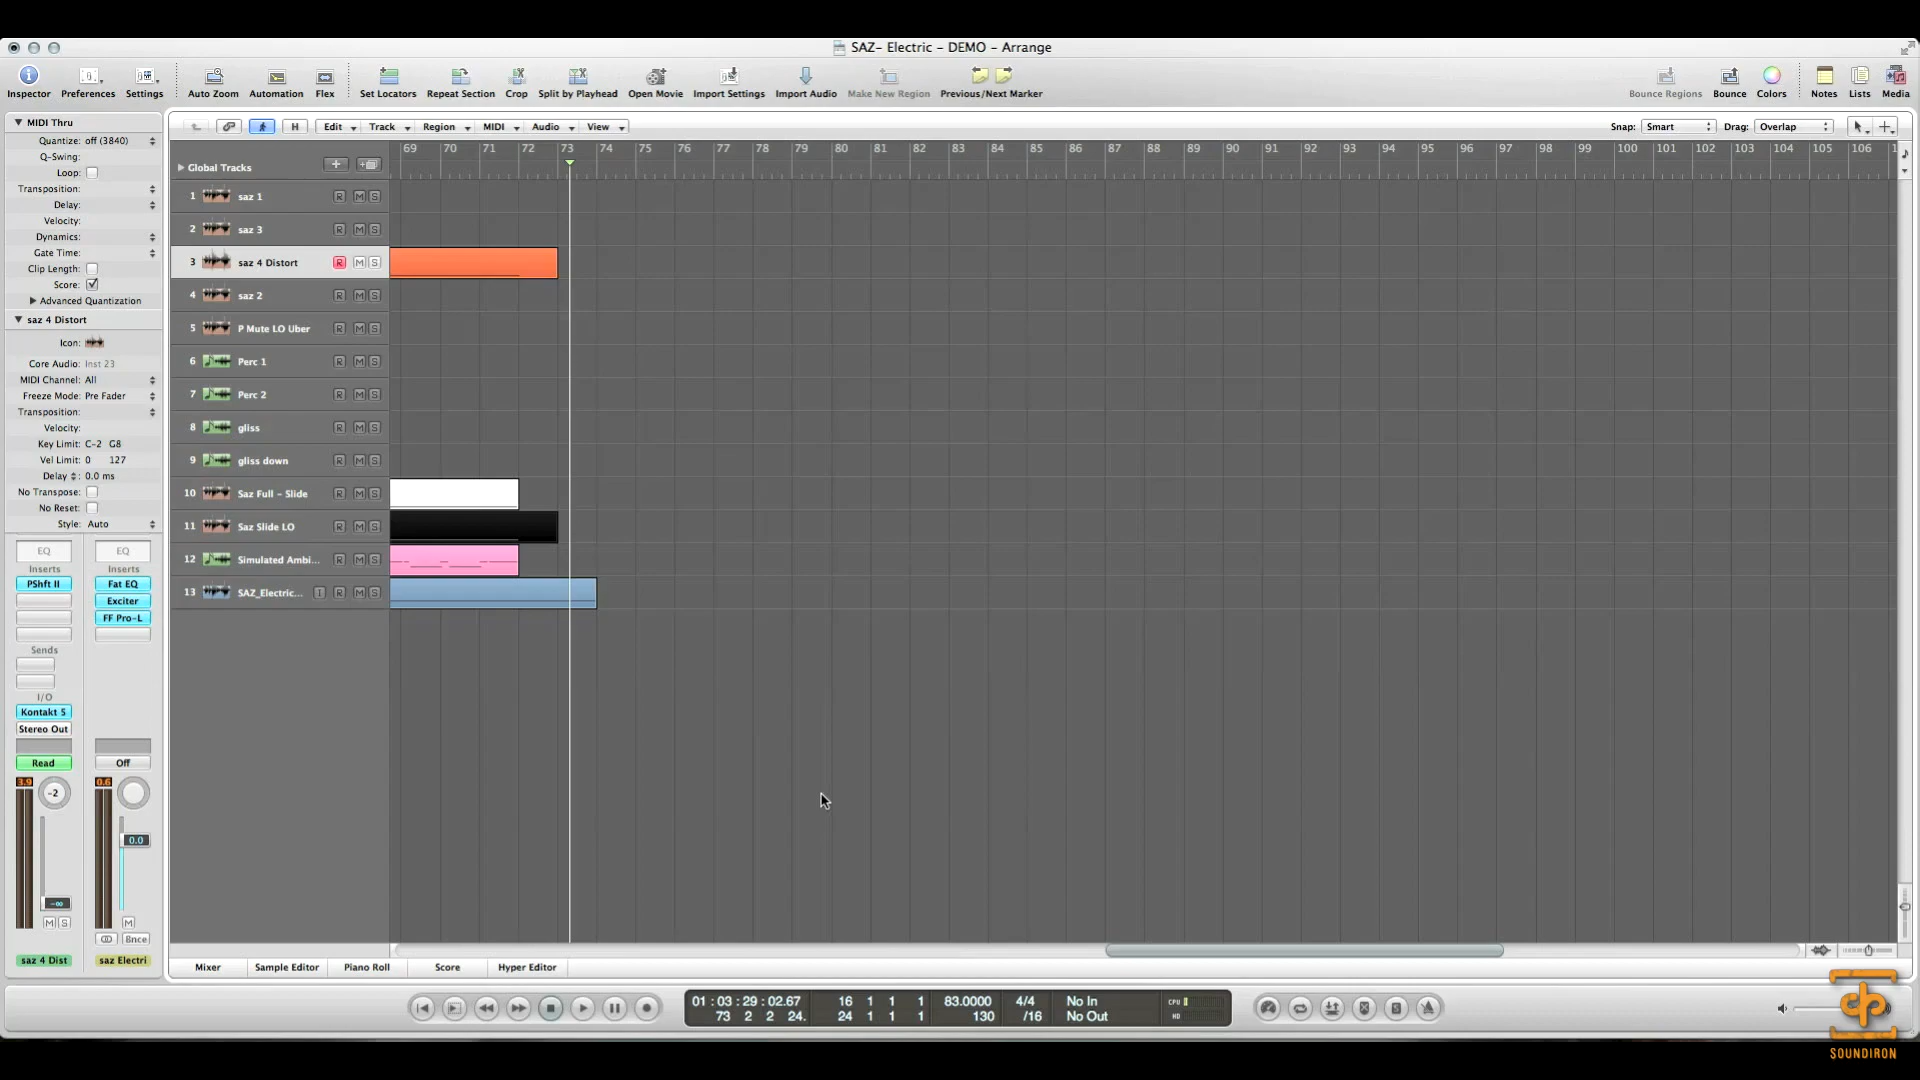 SAZ- Electric - DEMO - Arrange
Inspector Preferences Settings Auto Zoom Automation Flex Set Locators Repeat Section Crop Split by Playhead Open Movie Import Settings Import Audio Make New Region Previous/Next Marker Bounce Regions Bounce Colors Notes Lists Media
MIDI Thru
Quantize: off (3840)
Q-Swing:
Loop:
Transposition:
Delay:
Velocity:
Dynamics:
Gate Time:
Clip Length:
Score:
Advanced Quantization
saz 4 Distort
Icon:
Core Audio: Inst 23
MIDI Channel: All
Freeze Mode: Pre Fader
Transposition:
Velocity:
Key Limit: C-2 G8
Vel Limit: 0 127
Delay : 0.0 ms
No Transpose:
No Reset:
Style: Auto
EQ EQ
Inserts Inserts
PShft II Fat EQ
Exciter
FF Pro-L
Sends
I/O
Kontakt 5
Stereo Out
Read Off
3.9 0.6
-2
0.0
-∞
M S M
Bnce
saz 4 Dist saz Electri
H Edit Track Region MIDI Audio View Snap: Smart Drag: Overlap
Global Tracks
69 70 71 72 73 74 75 76 77 78 79 80 81 82 83 84 85 86 87 88 89 90 91 92 93 94 95 96 97 98 99 100 101 102 103 104 105 106
1 saz 1 R M S
2 saz 3 R M S
3 saz 4 Distort R M S
4 saz 2 R M S
5 P Mute LO Uber R M S
6 Perc 1 R M S
7 Perc 2 R M S
8 gliss R M S
9 gliss down R M S
10 Saz Full - Slide R M S
11 Saz Slide LO R M S
12 Simulated Ambi... R M S
13 SAZ_Electric... I R M S
Mixer Sample Editor Piano Roll Score Hyper Editor
01 : 03 : 29 : 02.67 16 1 1 1 83.0000 4/4 No In CPU
73 2 2 24. 24 1 1 1 130 /16 No Out HD
SOUNDIRON